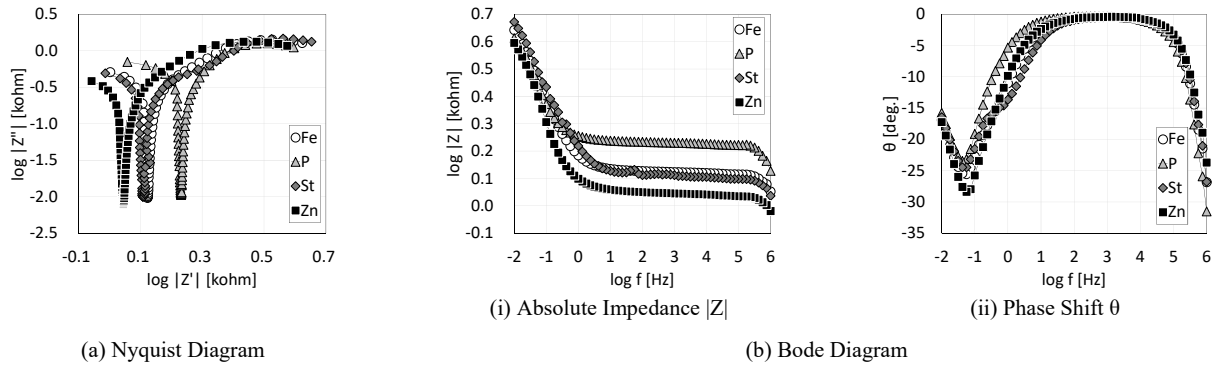 0.5
0.0
-0.5
-1.0
-1.5
-2.0
-2.5
log |Z"| [kohm]
Fe
P
St
Zn
-0.1 0.1 0.3 0.5 0.7
log |Z'| [kohm]
(a) Nyquist Diagram
0.7
0.6
0.5
0.4
0.3
0.2
0.1
0.0
-0.1
log |Z| [kohm]
Fe
P
St
Zn
-2 -1 0 1 2 3 4 5 6
log f [Hz]
(i) Absolute Impedance |Z|
0
-5
-10
-15
-20
-25
-30
-35
θ [deg.]
Fe
P
St
Zn
-2 -1 0 1 2 3 4 5 6
log f [Hz]
(ii) Phase Shift θ
(b) Bode Diagram